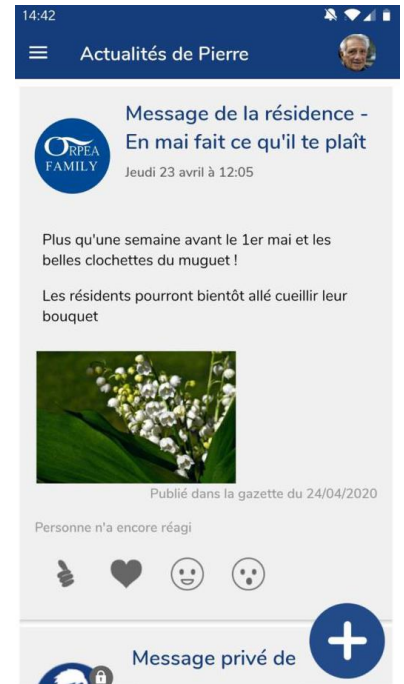 14:42
Actualités de Pierre
ORPEA
FAMILY
Message de la résidence -
En mai fait ce qu'il te plaît
Jeudi 23 avril à 12:05
Plus qu'une semaine avant le 1er mai et les
belles clochettes du muguet !
Les résidents pourront bientôt allé cueillir leur
bouquet
Publié dans la gazette du 24/04/2020
Personne n'a encore réagi
Message privé de